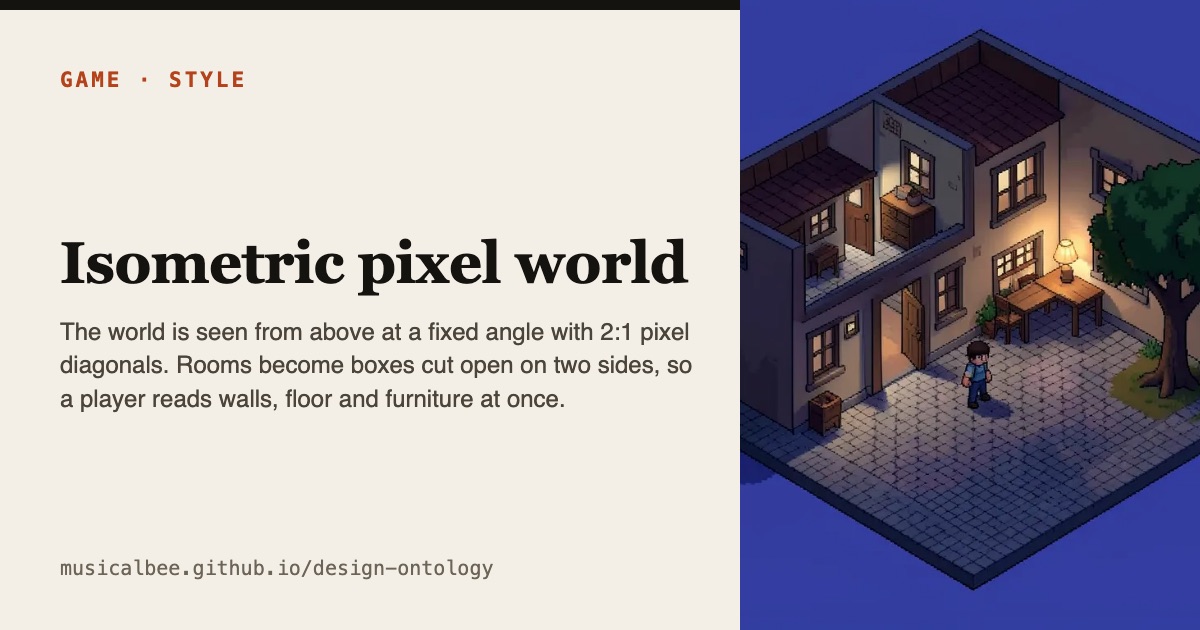 GAME · STYLE
Isometric pixel world
The world is seen from above at a fixed angle with 2:1 pixel
diagonals. Rooms become boxes cut open on two sides, so
a player reads walls, floor and furniture at once.
musicalbee.github.io/design-ontology